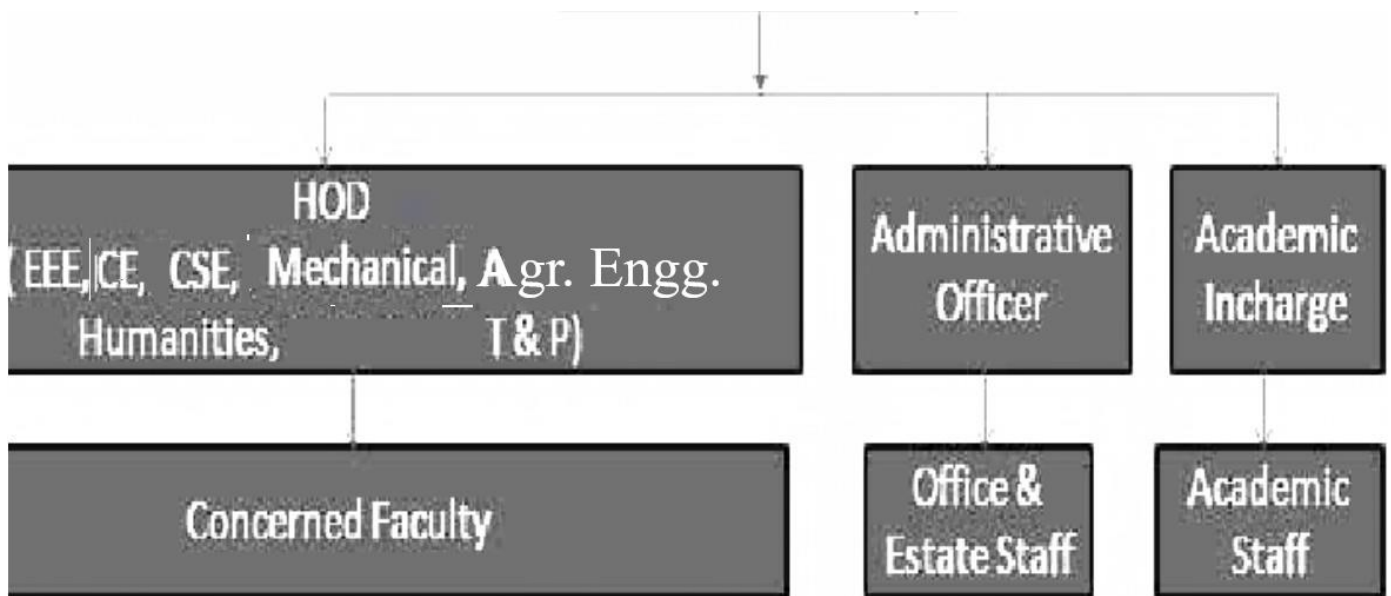 HOD
( EEE, CE, CSE, Mechanical, Agr. Engg.
Humanities, T & P)
Administrative
Officer
Academic
Incharge
Concerned Faculty
Office &
Estate Staff
Academic
Staff